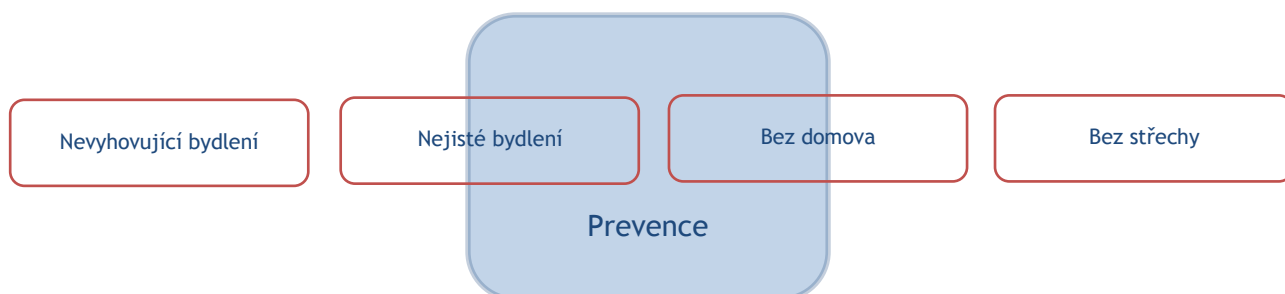 Nevyhovující bydlení
Nejisté bydlení
Bez domova
Bez střechy
Prevence